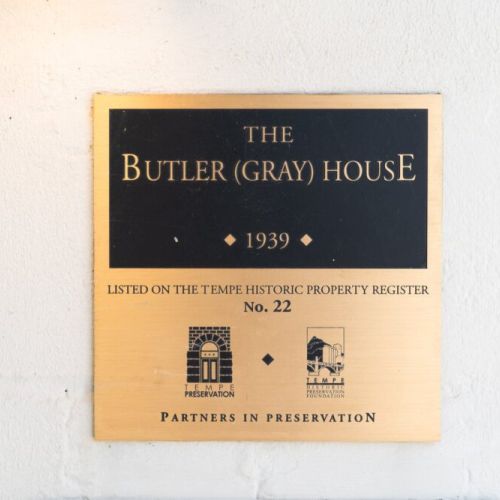 THE
BUTLER (GRAY) HOUSE
◆ 1939 ◆
LISTED ON THE TEMPE HISTORIC PROPERTY REGISTER
No. 22
TEMPE
PRESERVATION
TEMPE
HISTORIC
PRESERVATION
FOUNDATION
PARTNERS IN PRESERVATION